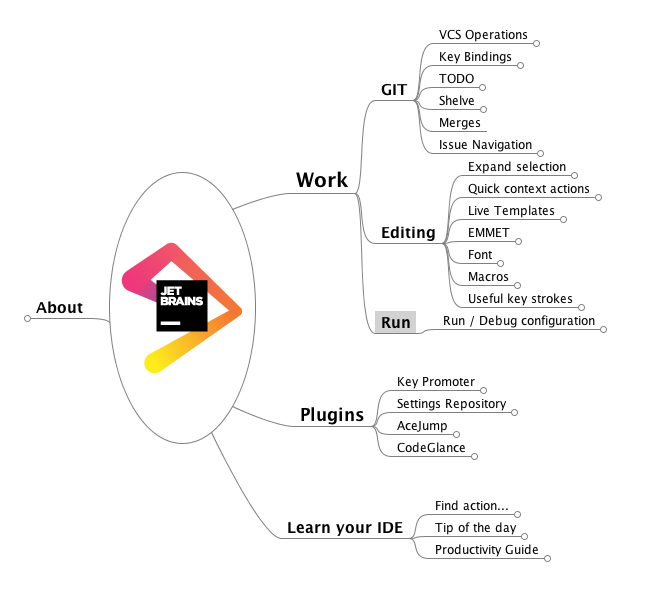 About
JET
BRAINS
Work
GIT
VCS Operations
Key Bindings
TODO
Shelve
Merges
Issue Navigation
Editing
Expand selection
Quick context actions
Live Templates
EMMET
Font
Macros
Useful key strokes
Run
Run / Debug configuration
Plugins
Key Promoter
Settings Repository
AceJump
CodeGlance
Learn your IDE
Find action...
Tip of the day
Productivity Guide